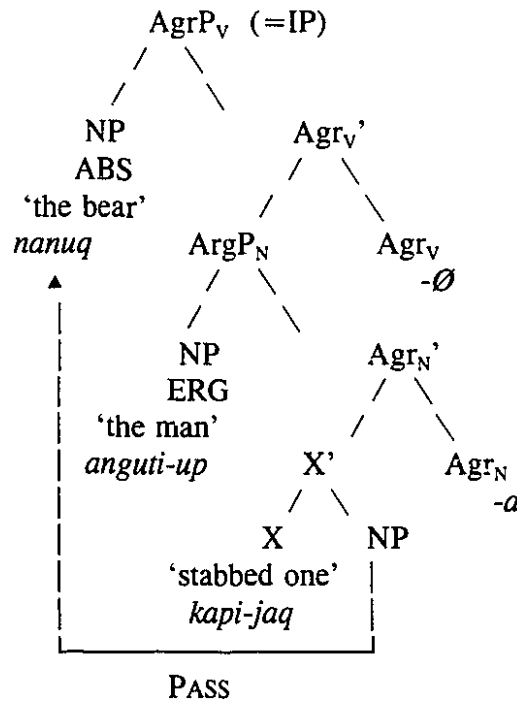 AgrP_V (=IP)
NP Agr_V'
ABS
'the bear'
nanuq ArgP_N Agr_V
-Ø
NP Agr_N'
ERG
'the man'
anguti-up X' Agr_N
-a
X NP
'stabbed one'
kapi-jaq
PASS